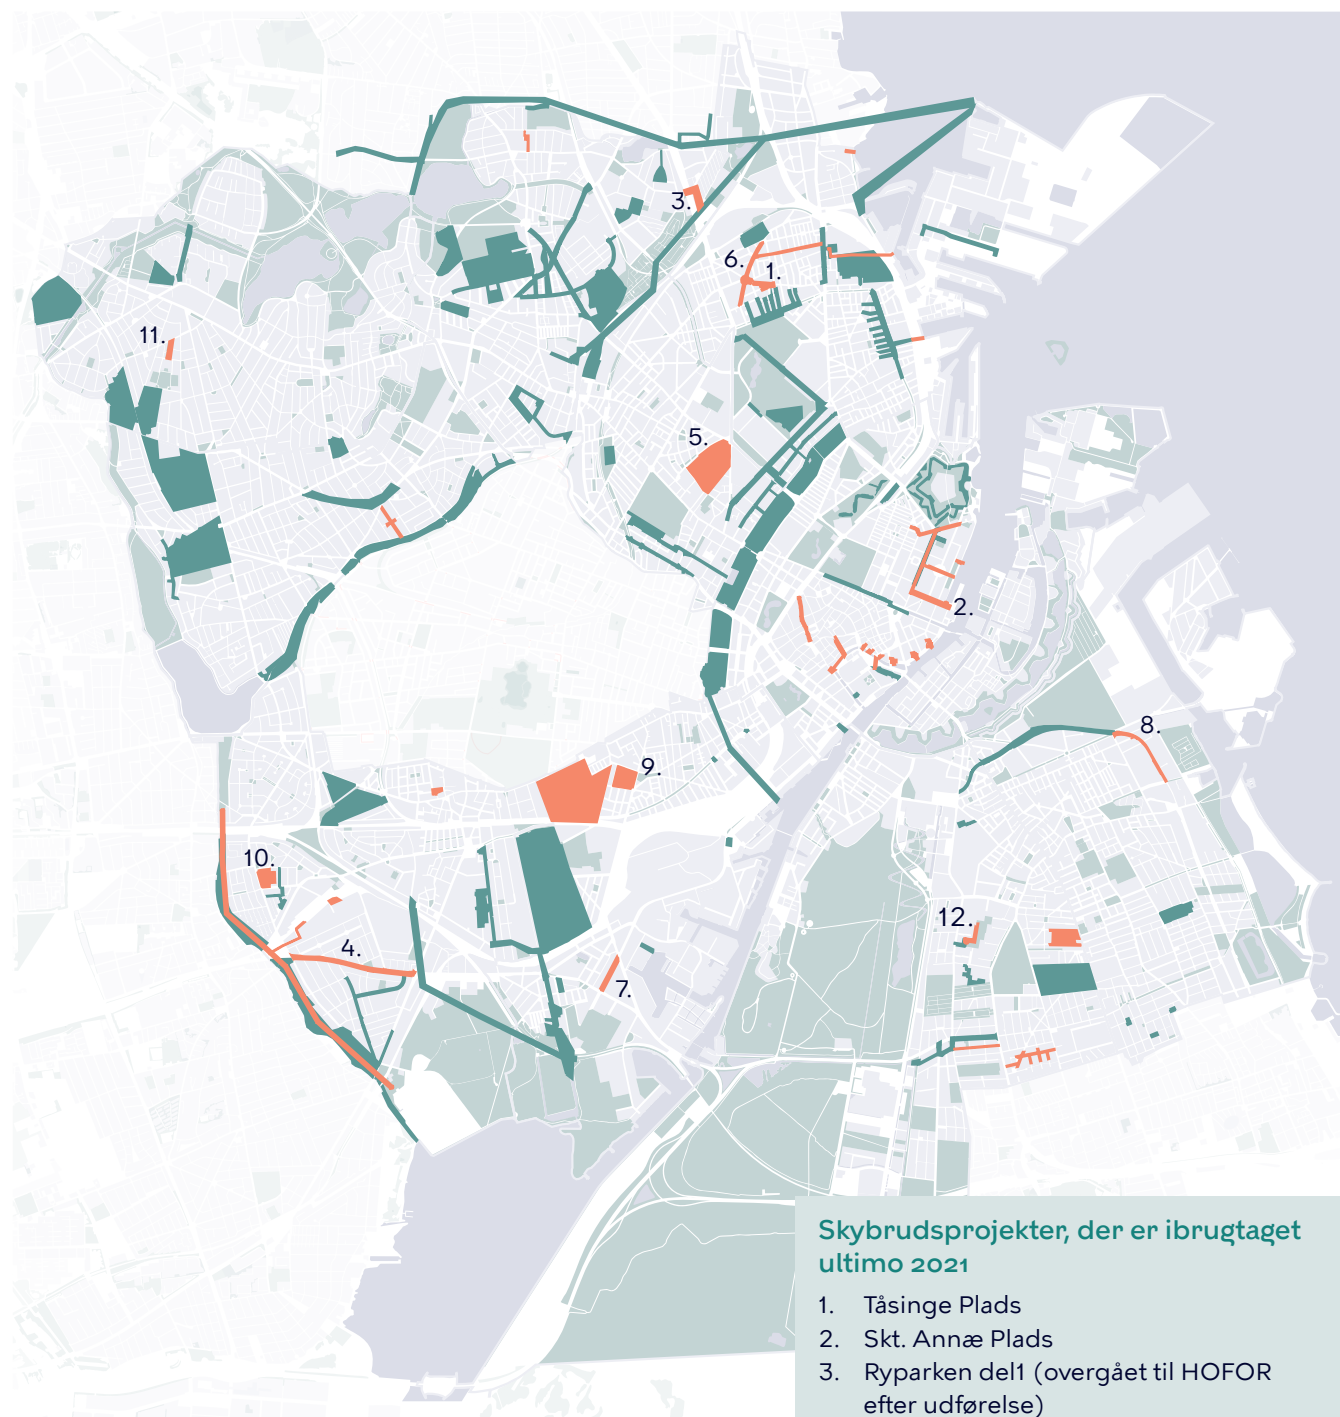 3.
6.
1.
11.
5.
2.
8.
9.
10.
4.
12.
7.
Skybrudsprojekter, der er ibrugtaget
ultimo 2021
1. Tåsinge Plads
2. Skt. Annæ Plads
3. Ryparken del1 (overgået til HOFOR
efter udførelse)